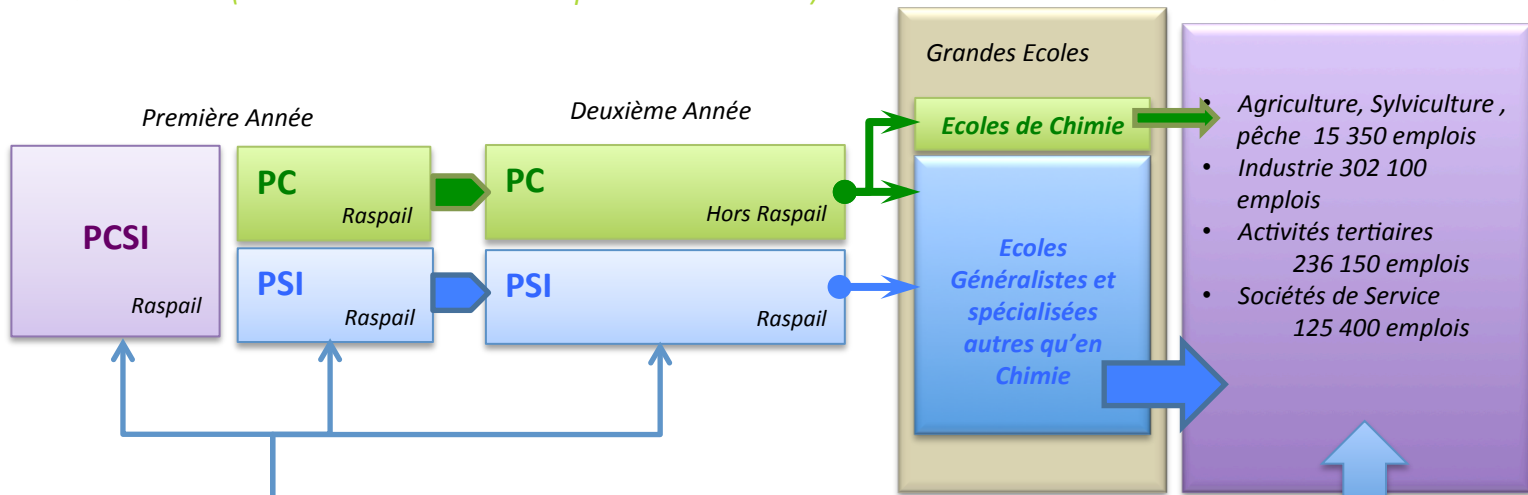 Première Année
Deuxième Année
PCSI
Raspail
PC
Raspail
PSI
Raspail
PC
Hors Raspail
PSI
Raspail
Grandes Ecoles
Ecoles de Chimie
Ecoles
Généralistes et
spécialisées
autres qu’en
Chimie
• Agriculture, Sylviculture ,
pêche 15 350 emplois
• Industrie 302 100
emplois
• Activités tertiaires
236 150 emplois
• Sociétés de Service
125 400 emplois